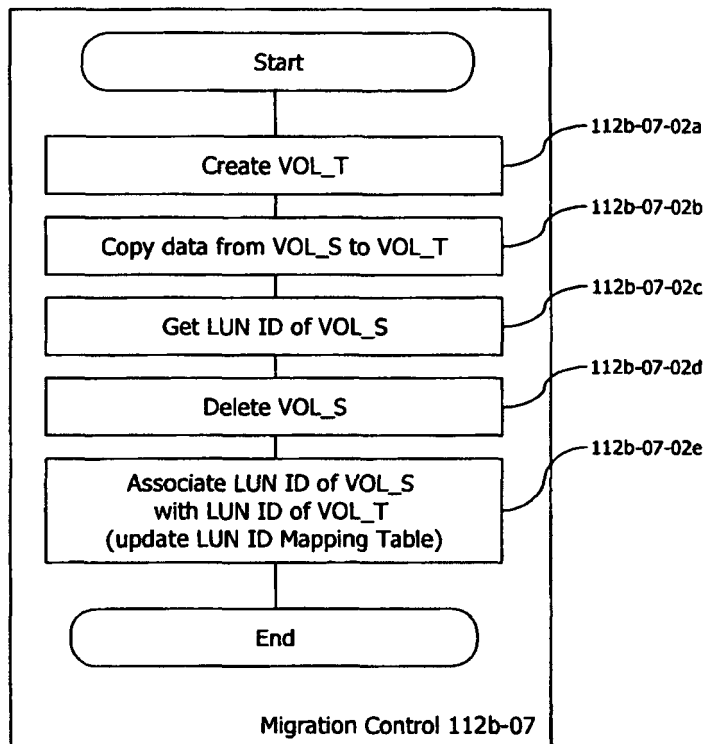 Start
112b-07-02a
Create VOL_T
112b-07-02b
Copy data from VOL_S to VOL_T
112b-07-02c
Get LUN ID of VOL_S
112b-07-02d
Delete VOL_S
112b-07-02e
Associate LUN ID of VOL_S
with LUN ID of VOL_T
(update LUN ID Mapping Table)
End
Migration Control 112b-07